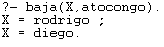 ?- baja(X,atocongo).
X = rodrigo ;
X = diego.